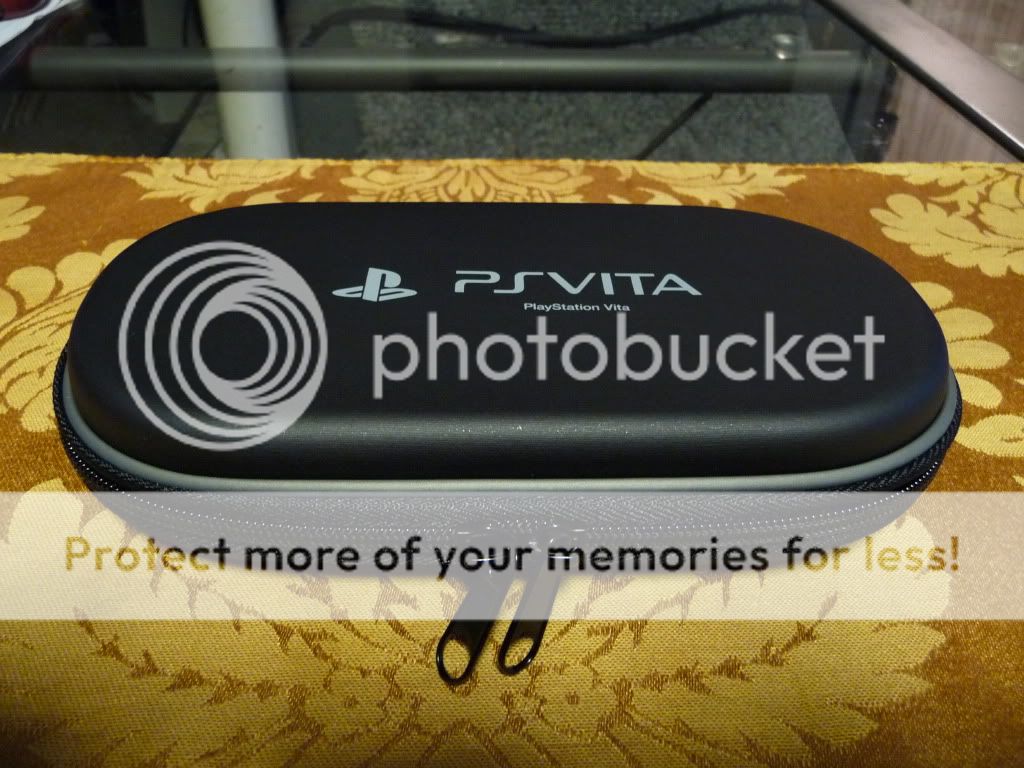 PSVITA
PlayStation Vita
photobucket
Protect more of your memories for less!